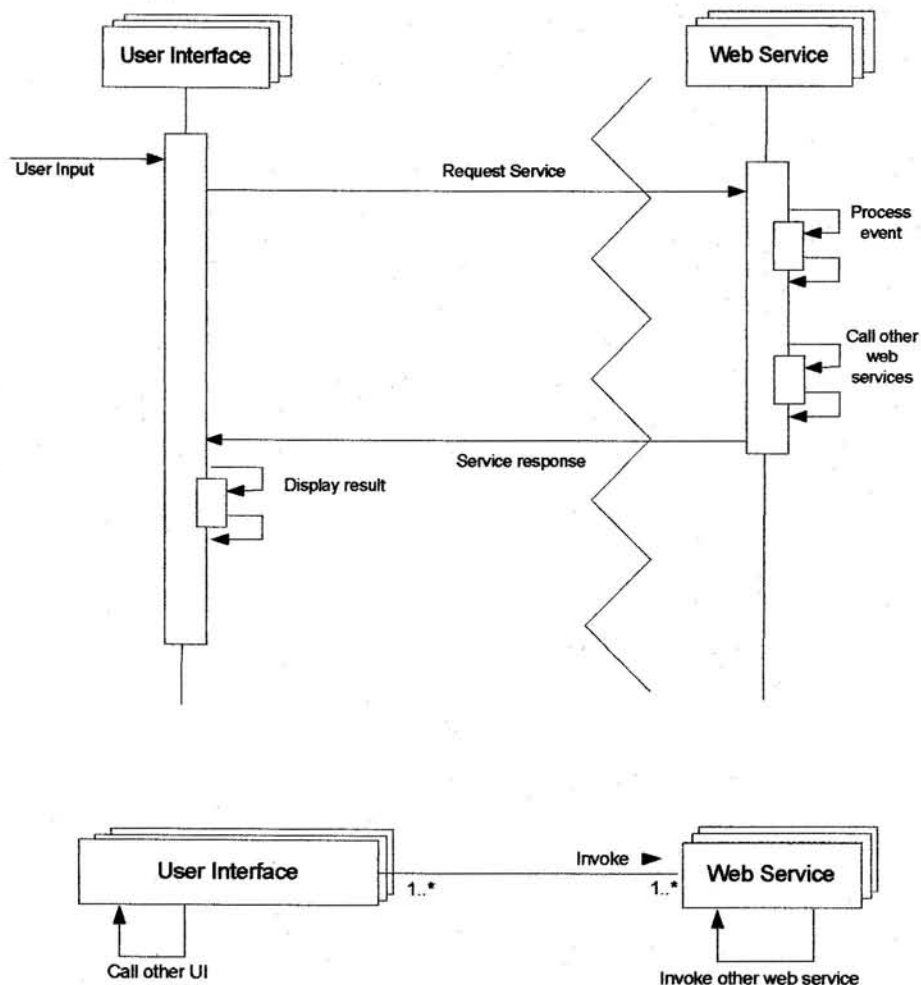 User Interface
Web Service
User Input
Request Service
Process
event
Call other
web
services
Service response
Display result
User Interface
Invoke
Web Service
1..*
1..*
Call other UI
Invoke other web service